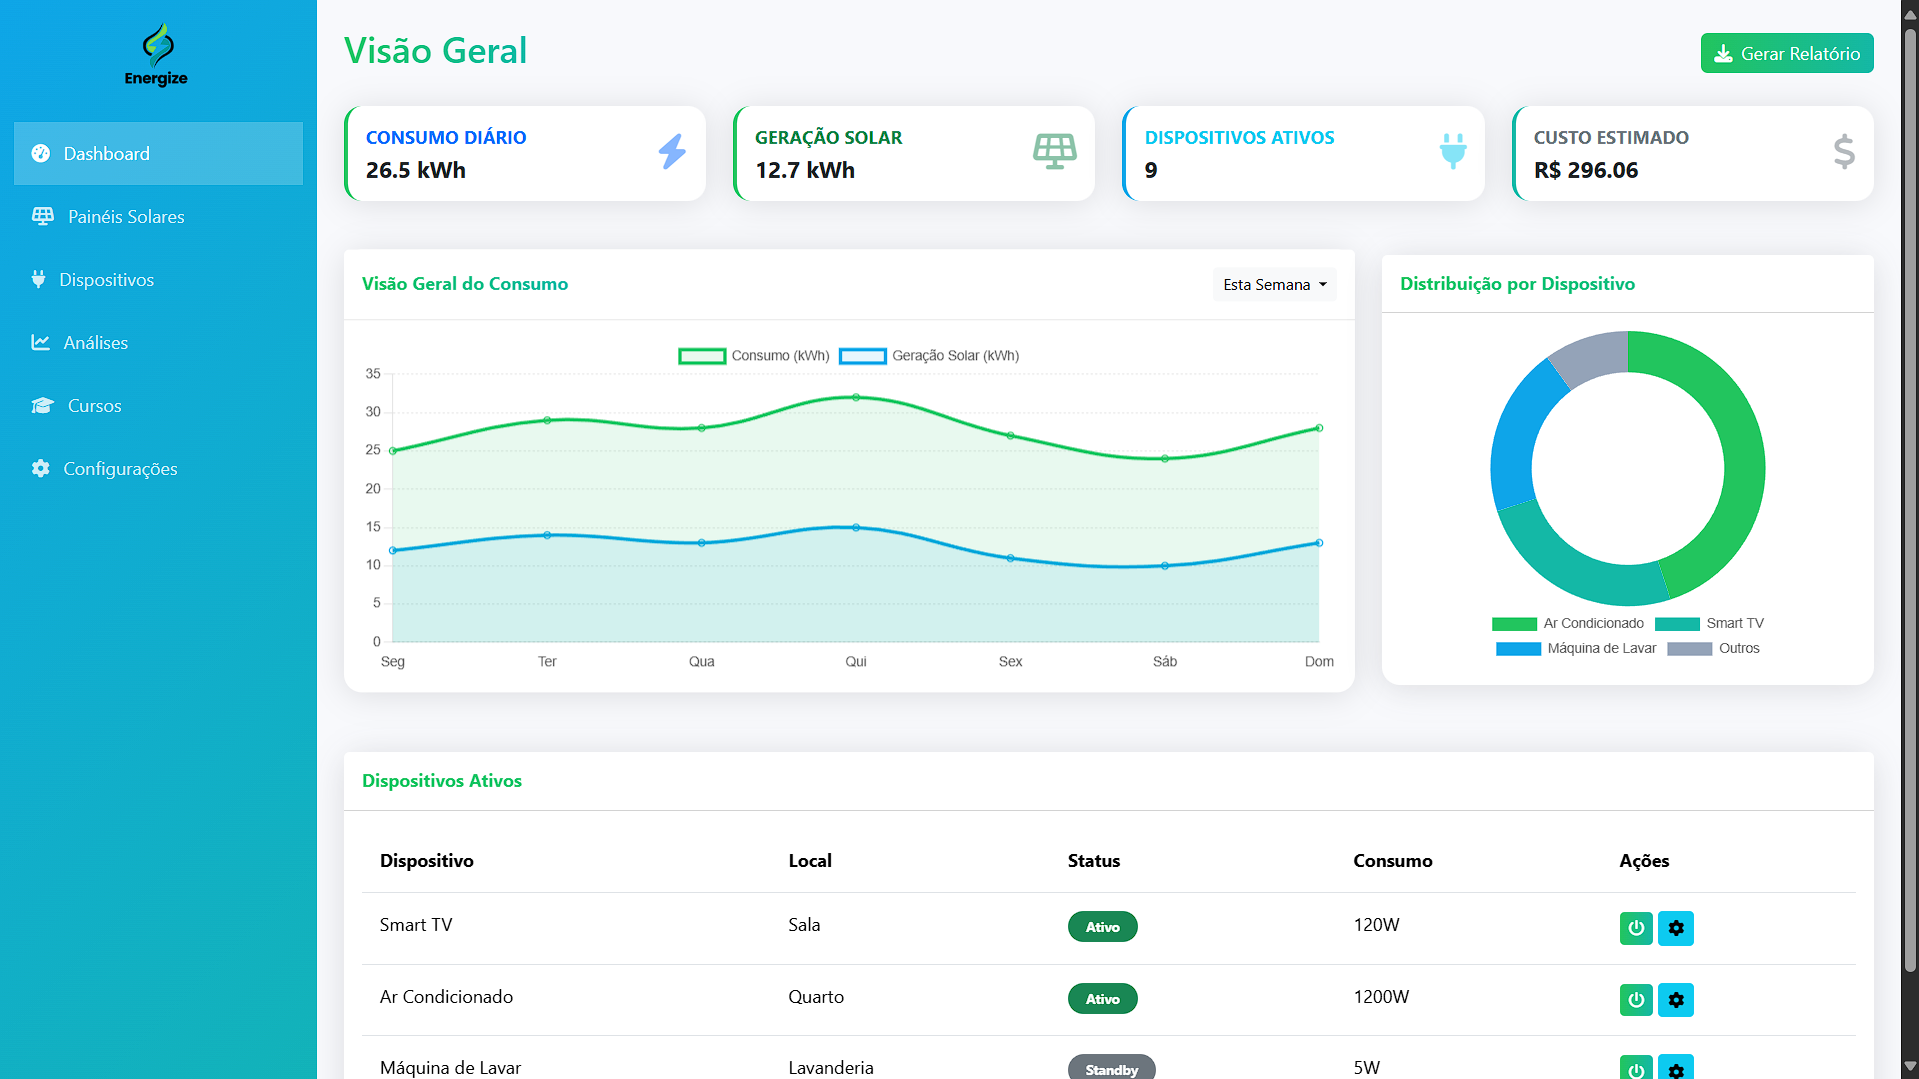 Energize
Dashboard
Painéis Solares
Dispositivos
Análises
Cursos
Configurações
Visão Geral
Gerar Relatório
CONSUMO DIÁRIO
26.5 kWh
GERAÇÃO SOLAR
12.7 kWh
DISPOSITIVOS ATIVOS
9
CUSTO ESTIMADO
R$ 296.06
Visão Geral do Consumo
Esta Semana
Consumo (kWh) Geração Solar (kWh)
35
30
25
20
15
10
5
0
Seg Ter Qua Qui Sex Sáb Dom
Distribuição por Dispositivo
Ar Condicionado Smart TV
Máquina de Lavar Outros
Dispositivos Ativos
Dispositivo Local Status Consumo Ações
Smart TV Sala Ativo 120W
Ar Condicionado Quarto Ativo 1200W
Máquina de Lavar Lavanderia Standby 5W